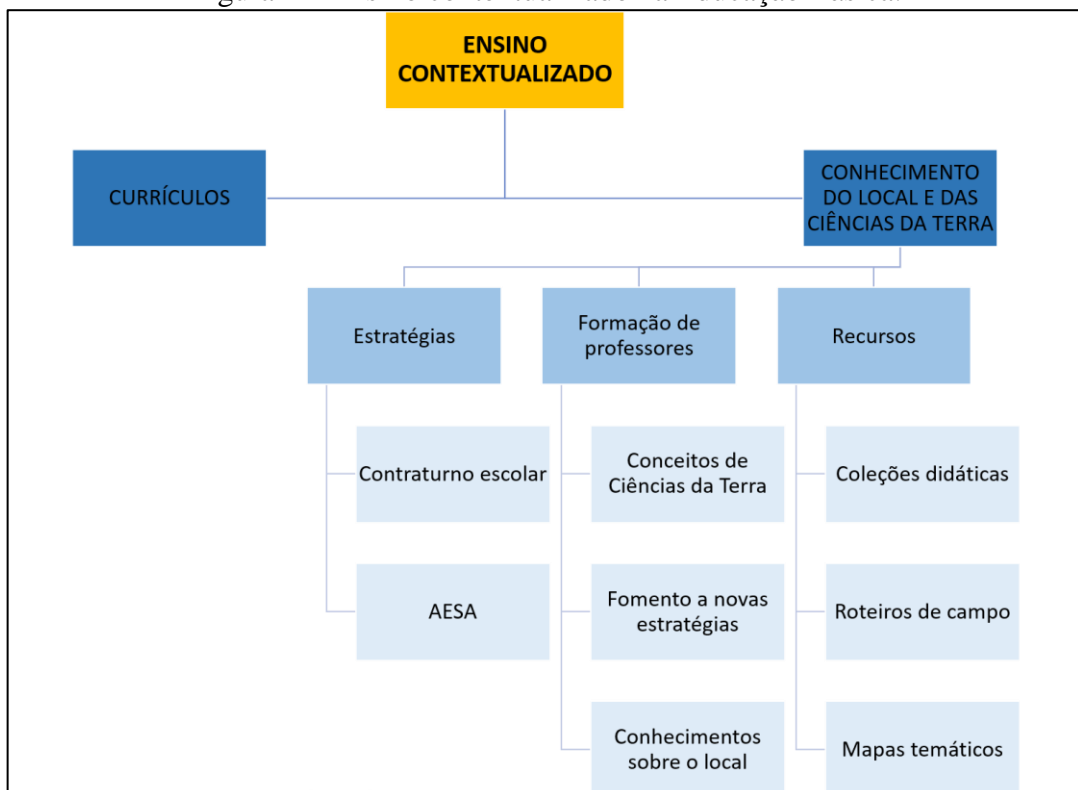 ENSINO
CONTEXTUALIZADO
CURRÍCULOS
CONHECIMENTO
DO LOCAL E DAS
CIÊNCIAS DA TERRA
Estratégias
Formação de
professores
Recursos
Contraturno escolar
Conceitos de
Ciências da Terra
Coleções didáticas
AESA
Fomento a novas
estratégias
Roteiros de campo
Conhecimentos
sobre o local
Mapas temáticos